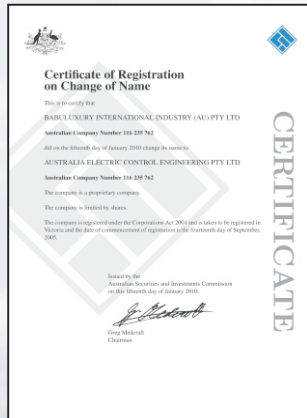 Certificate of Registration
on Change of Name
This is to certify that
BABULUXURY INTERNATIONAL INDUSTRY (AU) PTY LTD
Australian Company Number 116 235 762
did on the fifteenth day of January 2010 change its name to
AUSTRALIA ELECTRIC CONTROL ENGINEERING PTY LTD
Australian Company Number 116 235 762
The company is a proprietary company.
The company is limited by shares.
The company is registered under the Corporations Act 2001 and is taken to be registered in
Victoria and the date of commencement of registration is the fourteenth day of September,
2005.
Issued by the
Australian Securities and Investments Commission
on this fifteenth day of January 2010.
Greg Medcraft
Chairman
CERTIFICATE